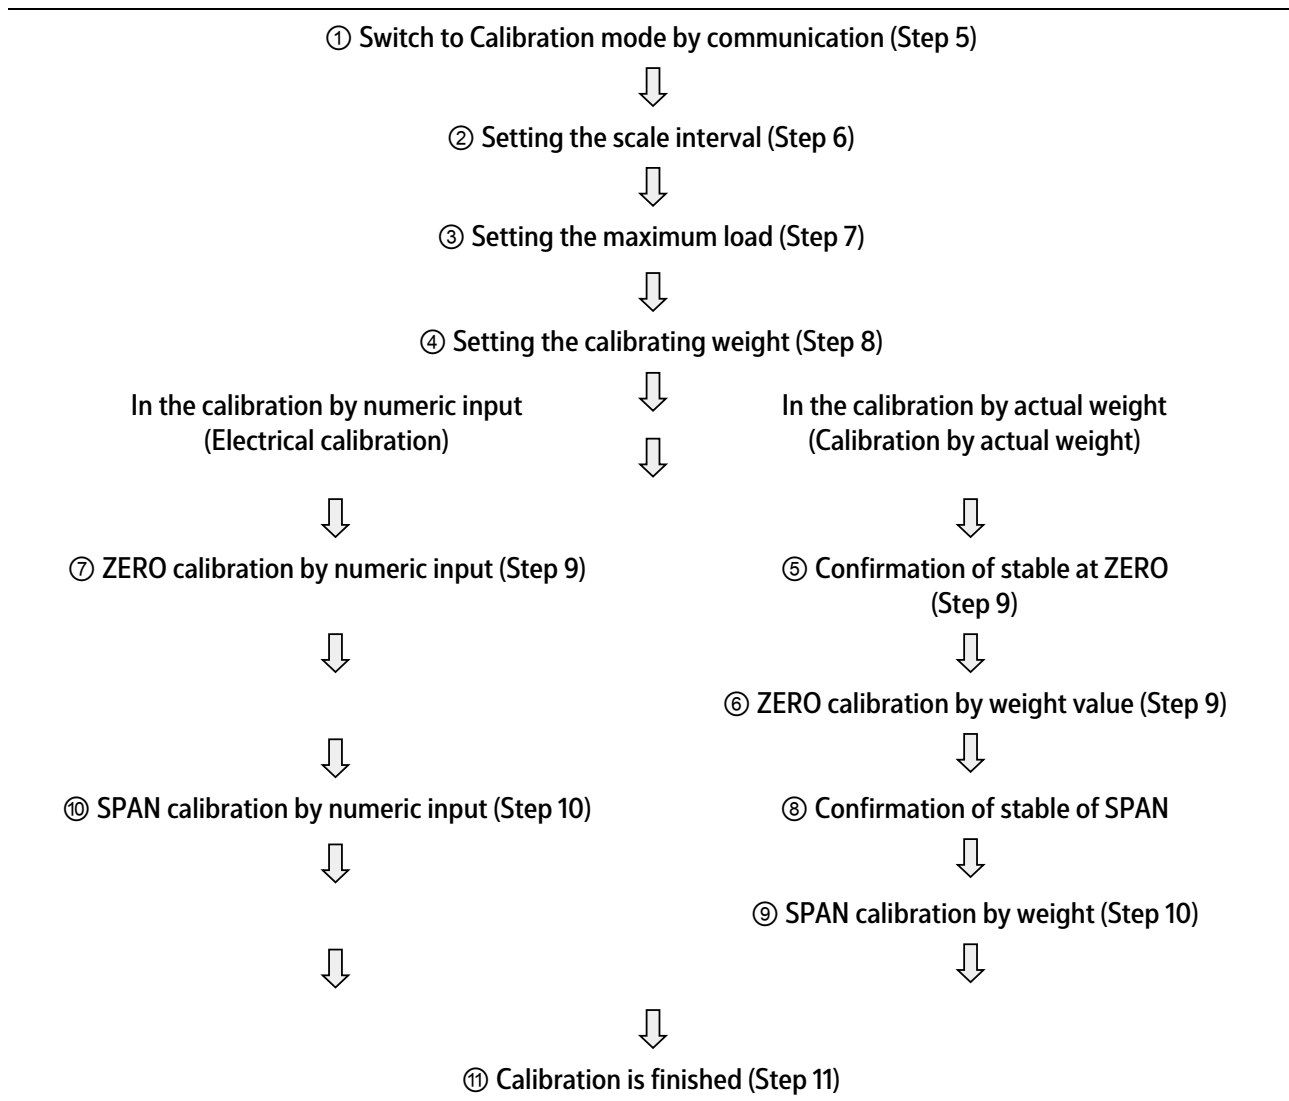 ① Switch to Calibration mode by communication (Step 5)
② Setting the scale interval (Step 6)
③ Setting the maximum load (Step 7)
④ Setting the calibrating weight (Step 8)
In the calibration by numeric input
(Electrical calibration)
In the calibration by actual weight
(Calibration by actual weight)
⑦ ZERO calibration by numeric input (Step 9)
⑤ Confirmation of stable at ZERO
(Step 9)
⑥ ZERO calibration by weight value (Step 9)
⑩ SPAN calibration by numeric input (Step 10)
⑧ Confirmation of stable of SPAN
⑨ SPAN calibration by weight (Step 10)
⑪ Calibration is finished (Step 11)